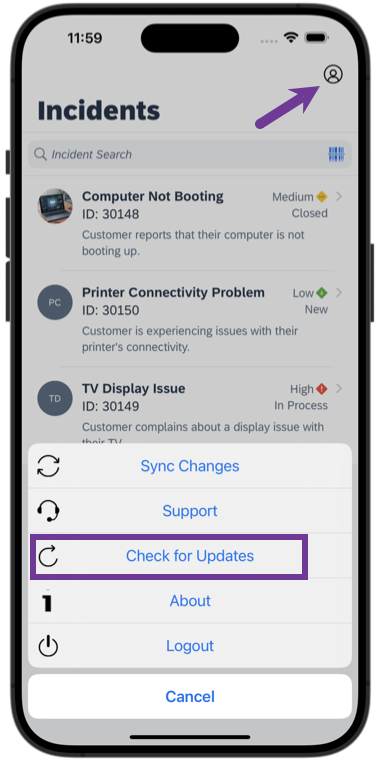 11:59
Incidents
Incident Search
Computer Not Booting Medium
ID: 30148 Closed
Customer reports that their computer is not
booting up.
PC
Printer Connectivity Problem Low
ID: 30150 New
Customer is experiencing issues with their
printer's connectivity.
TD
TV Display Issue High
ID: 30149 In Process
Customer complains about a display issue with
their TV
Sync Changes
Support
Check for Updates
About
Logout
Cancel